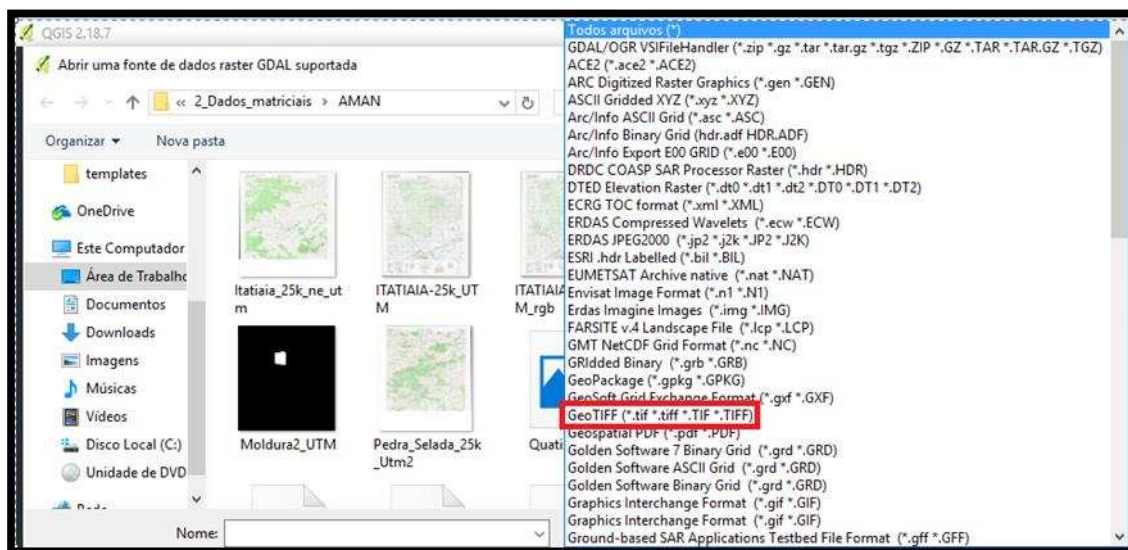 QGIS 2.18.7
Abrir uma fonte de dados raster GDAL suportada
« 2_Dados_matriciais › AMAN
Organizar
Nova pasta
templates
OneDrive
Este Computador
Área de Trabalho
Documentos
Downloads
Imagens
Músicas
Vídeos
Disco Local (C:)
Unidade de DVD
Itatiaia_25k_ne_ut
m
ITATIAIA-25k_UT
M
ITATIAIA
M_rgb
Moldura2_UTM
Pedra_Selada_25k
_Utm2
Quati
Nome:
Todos arquivos (*)
GDAL/OGR VSIFileHandler (*.zip *.gz *.tar *.tar.gz *.tgz *.ZIP *.GZ *.TAR *.TAR.GZ *.TGZ)
ACE2 (*.ace2 *.ACE2)
ARC Digitized Raster Graphics (*.gen *.GEN)
ASCII Gridded XYZ (*.xyz *.XYZ)
Arc/Info ASCII Grid (*.asc *.ASC)
Arc/Info Binary Grid (hdr.adf HDR.ADF)
Arc/Info Export E00 GRID (*.e00 *.E00)
DRDC COASP SAR Processor Raster (*.hdr *.HDR)
DTED Elevation Raster (*.dt0 *.dt1 *.dt2 *.DT0 *.DT1 *.DT2)
ECRG TOC format (*.xml *.XML)
ERDAS Compressed Wavelets (*.ecw *.ECW)
ERDAS JPEG2000 (*.jp2 *.j2k *.JP2 *.J2K)
ESRI .hdr Labelled (*.bil *.BIL)
EUMETSAT Archive native (*.nat *.NAT)
Envisat Image Format (*.n1 *.N1)
Erdas Imagine Images (*.img *.IMG)
FARSITE v.4 Landscape File (*.lcp *.LCP)
GMT NetCDF Grid Format (*.nc *.NC)
GRIdded Binary (*.grb *.GRB)
GeoPackage (*.gpkg *.GPKG)
GeoSoft Grid Exchange Format (*.gxf *.GXF)
GeoTIFF (*.tif *.tiff *.TIF *.TIFF)
Geospatial PDF (*.pdf *.PDF)
Golden Software 7 Binary Grid (*.grd *.GRD)
Golden Software ASCII Grid (*.grd *.GRD)
Golden Software Binary Grid (*.grd *.GRD)
Graphics Interchange Format (*.gif *.GIF)
Graphics Interchange Format (*.gif *.GIF)
Ground-based SAR Applications Testbed File Format (*.gff *.GFF)